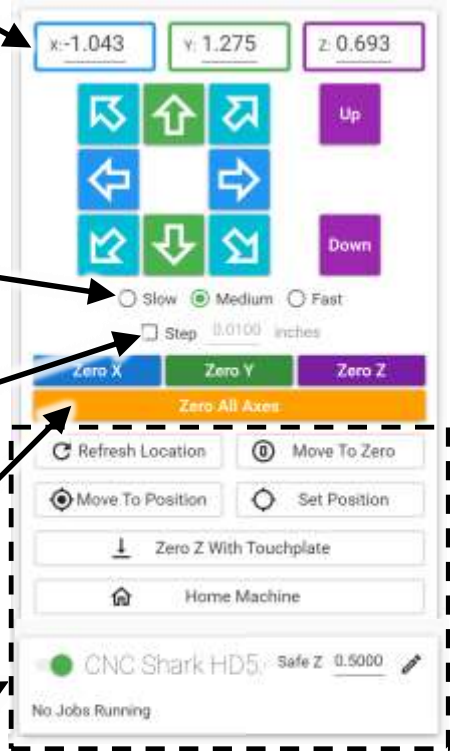 X: -1.043 Y: 1.275 Z: 0.693
Up
Down
Slow Medium Fast
Step 0.0100 inches
Zero X Zero Y Zero Z
Zero All Axes
Refresh Location Move To Zero
Move To Position Set Position
Zero Z With Touchplate
Home Machine
CNC Shark HD5. Safe Z 0.5000
No Jobs Running